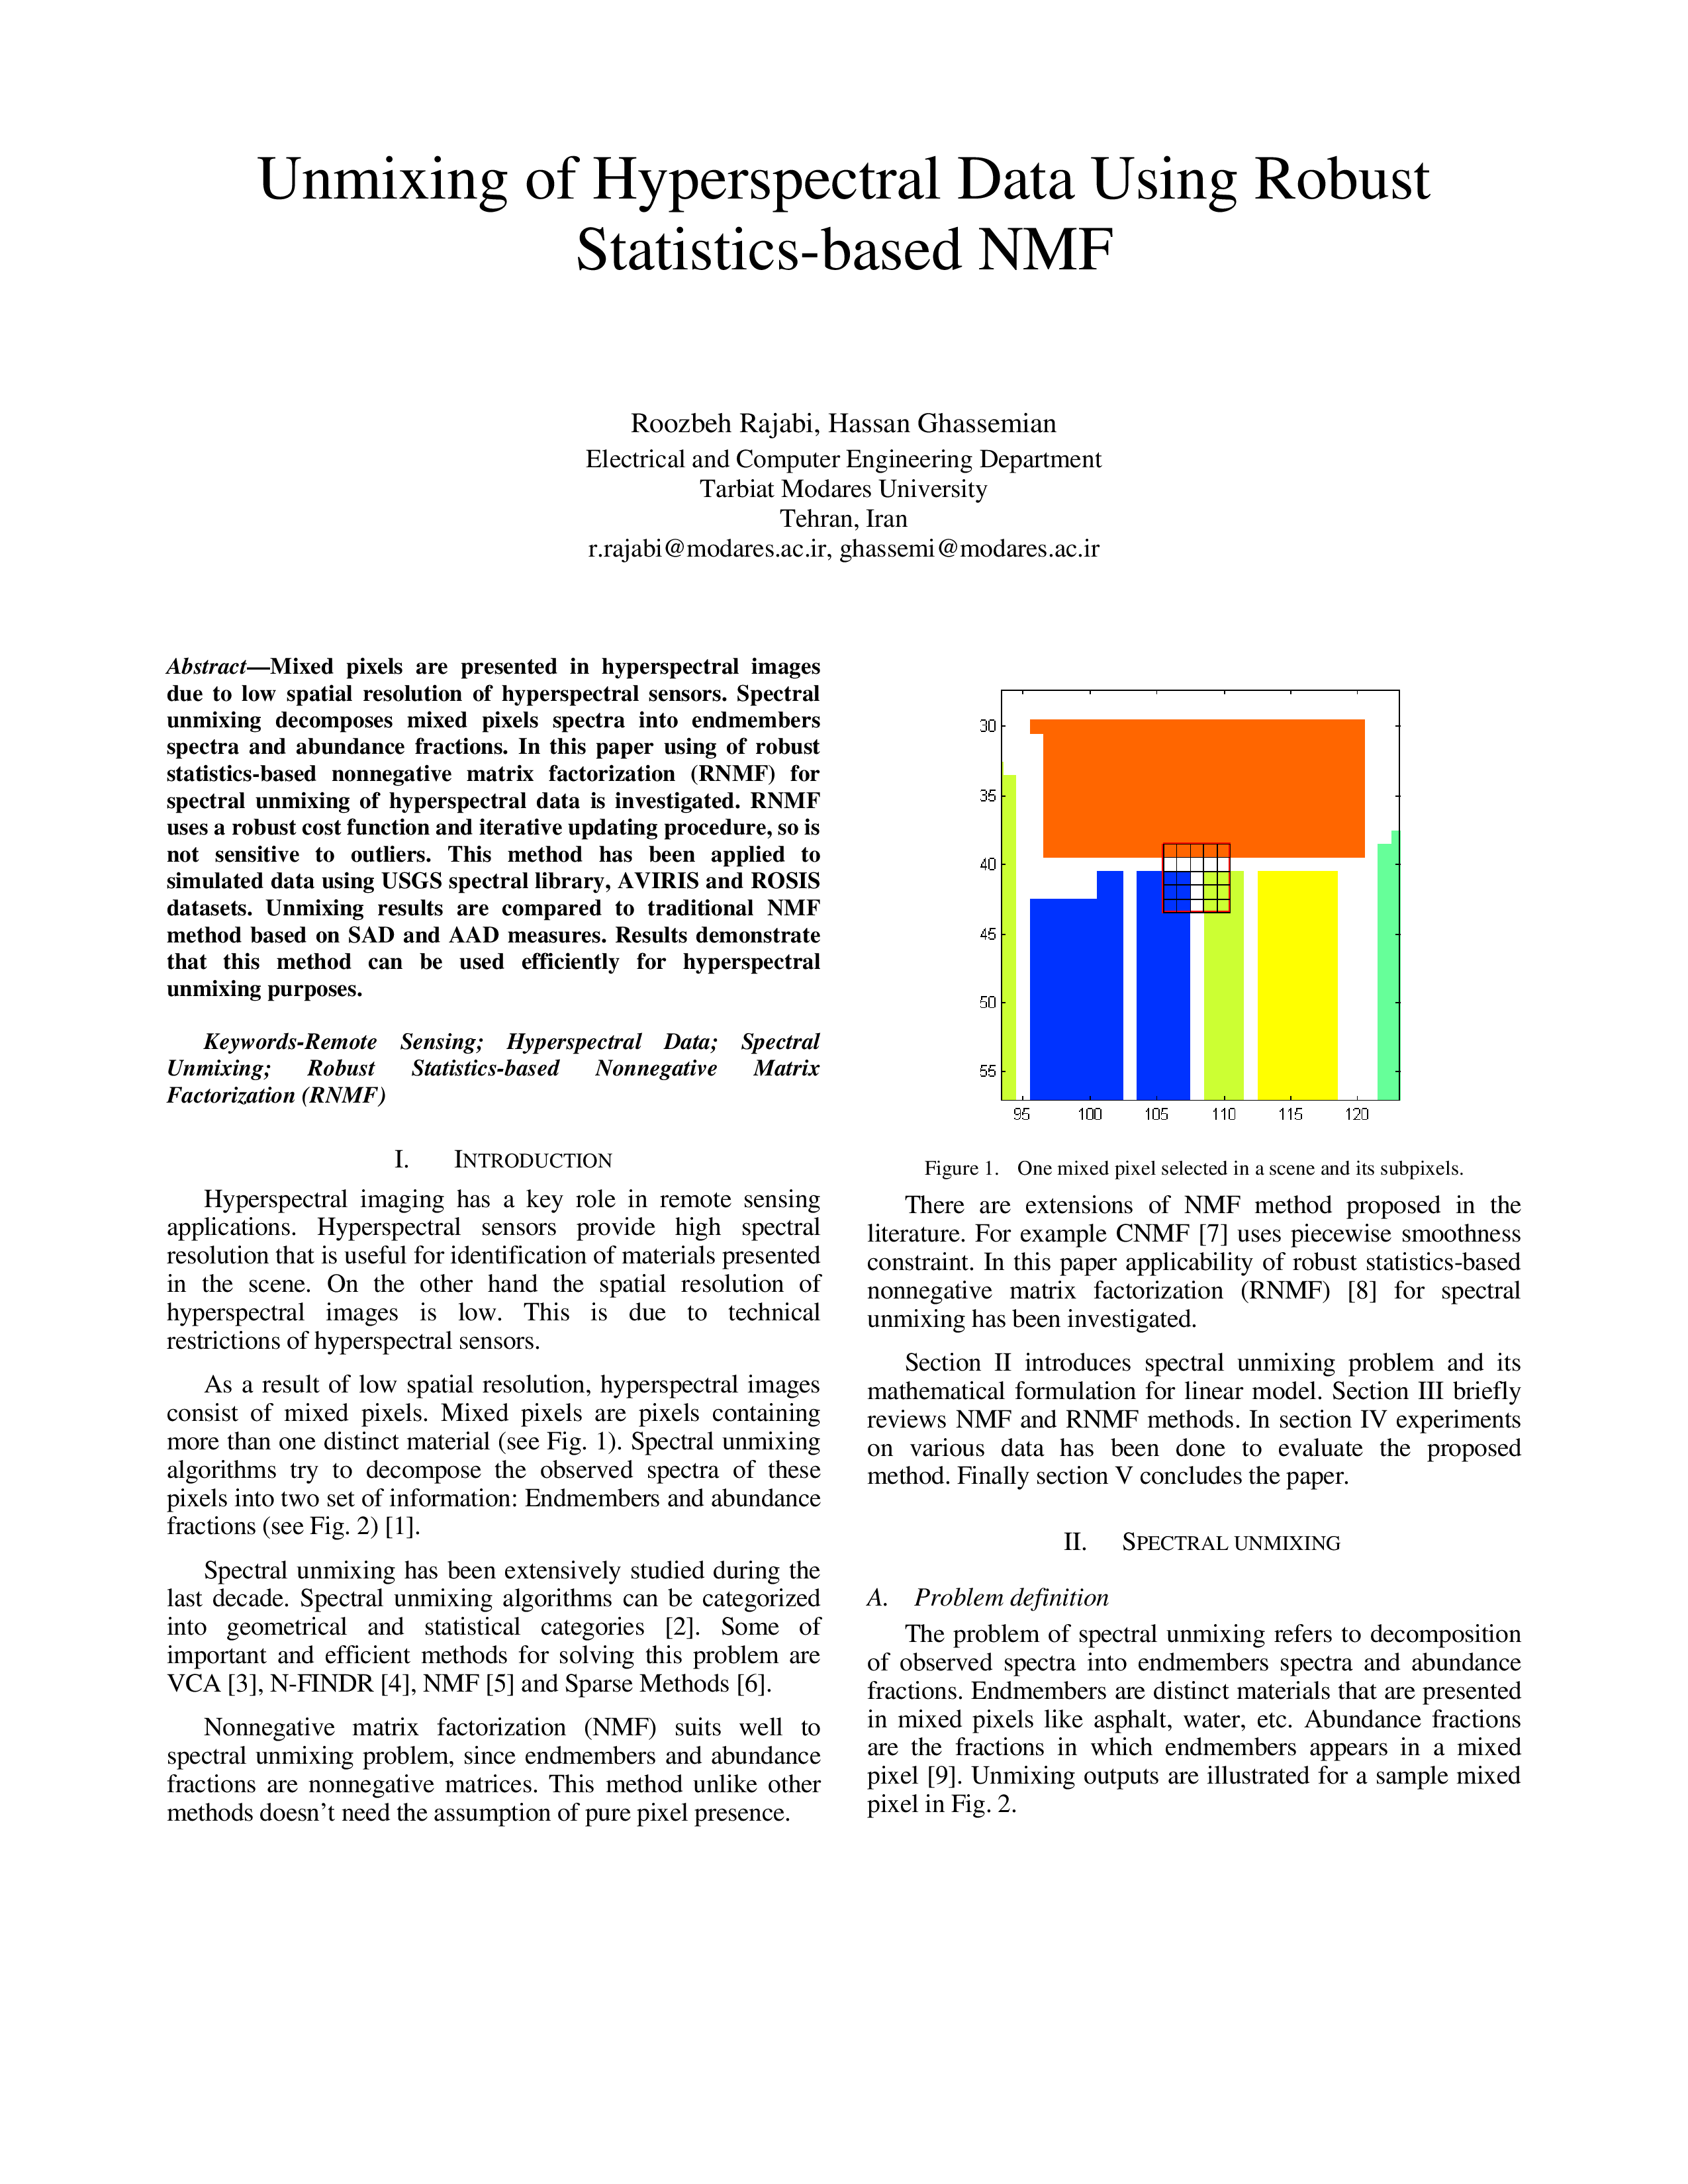 Unmixing of Hyperspectral Data Using Robust
Statistics-based NMF
Roozbeh Rajabi, Hassan Ghassemian
Electrical and Computer Engineering Department
Tarbiat Modares University
Tehran, Iran
r.rajabi@modares.ac.ir, ghassemi@modares.ac.ir
Abstract—Mixed pixels are presented in hyperspectral images
due to low spatial resolution of hyperspectral sensors. Spectral
unmixing decomposes mixed pixels spectra into endmembers
spectra and abundance fractions. In this paper using of robust
statistics-based nonnegative matrix factorization (RNMF) for
spectral unmixing of hyperspectral data is investigated. RNMF
uses a robust cost function and iterative updating procedure, so is
not sensitive to outliers. This method has been applied to
simulated data using USGS spectral library, AVIRIS and ROSIS
datasets. Unmixing results are compared to traditional NMF
method based on SAD and AAD measures. Results demonstrate
that this method can be used efficiently for hyperspectral
unmixing purposes.
Keywords-Remote Sensing; Hyperspectral Data; Spectral
Unmixing; Robust Statistics-based Nonnegative Matrix
Factorization (RNMF)
I. INTRODUCTION
Hyperspectral imaging has a key role in remote sensing
applications. Hyperspectral sensors provide high spectral
resolution that is useful for identification of materials presented
in the scene. On the other hand the spatial resolution of
hyperspectral images is low. This is due to technical
restrictions of hyperspectral sensors.
As a result of low spatial resolution, hyperspectral images
consist of mixed pixels. Mixed pixels are pixels containing
more than one distinct material (see Fig. 1). Spectral unmixing
algorithms try to decompose the observed spectra of these
pixels into two set of information: Endmembers and abundance
fractions (see Fig. 2) [1].
Spectral unmixing has been extensively studied during the
last decade. Spectral unmixing algorithms can be categorized
into geometrical and statistical categories [2]. Some of
important and efficient methods for solving this problem are
VCA [3], N-FINDR [4], NMF [5] and Sparse Methods [6].
Nonnegative matrix factorization (NMF) suits well to
spectral unmixing problem, since endmembers and abundance
fractions are nonnegative matrices. This method unlike other
methods doesn't need the assumption of pure pixel presence.
30
35
40
45
50
55
95 100 105 110 115 120
Figure 1. One mixed pixel selected in a scene and its subpixels.
There are extensions of NMF method proposed in the
literature. For example CNMF [7] uses piecewise smoothness
constraint. In this paper applicability of robust statistics-based
nonnegative matrix factorization (RNMF) [8] for spectral
unmixing has been investigated.
Section II introduces spectral unmixing problem and its
mathematical formulation for linear model. Section III briefly
reviews NMF and RNMF methods. In section IV experiments
on various data has been done to evaluate the proposed
method. Finally section V concludes the paper.
II. SPECTRAL UNMIXING
A. Problem definition
The problem of spectral unmixing refers to decomposition
of observed spectra into endmembers spectra and abundance
fractions. Endmembers are distinct materials that are presented
in mixed pixels like asphalt, water, etc. Abundance fractions
are the fractions in which endmembers appears in a mixed
pixel [9]. Unmixing outputs are illustrated for a sample mixed
pixel in Fig. 2.